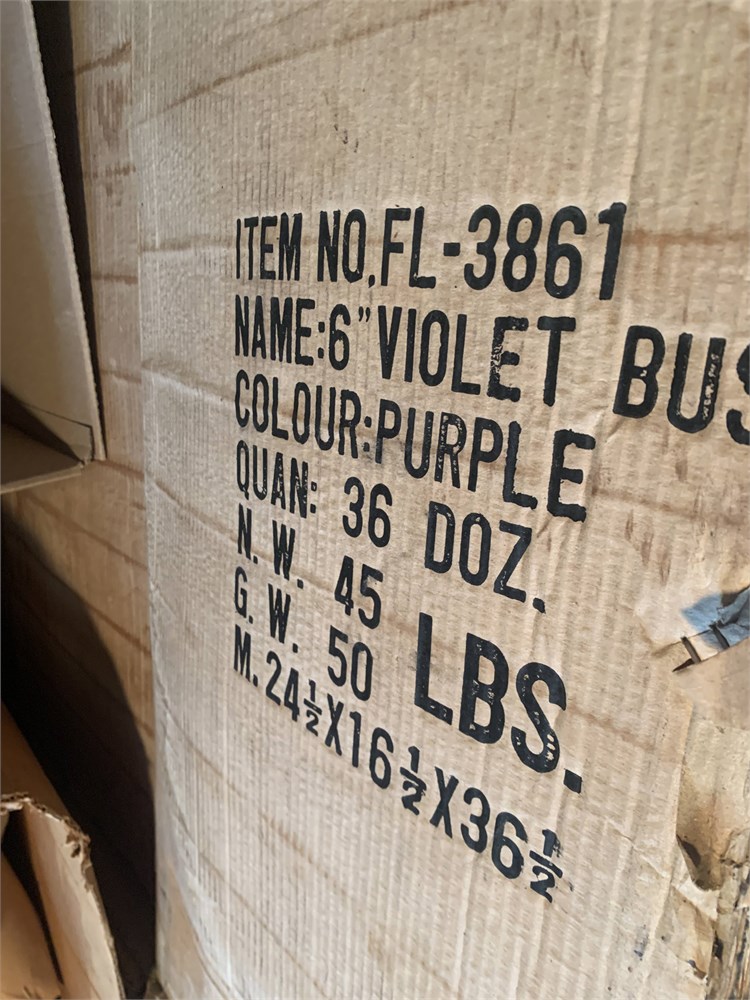 ITEM NO.FL-3861
NAME:6"VIOLET BUS
COLOUR:PURPLE
QUAN: 36 DOZ.
N. W. 45
G. W. 50 LBS.
M. 24½X16½X36½